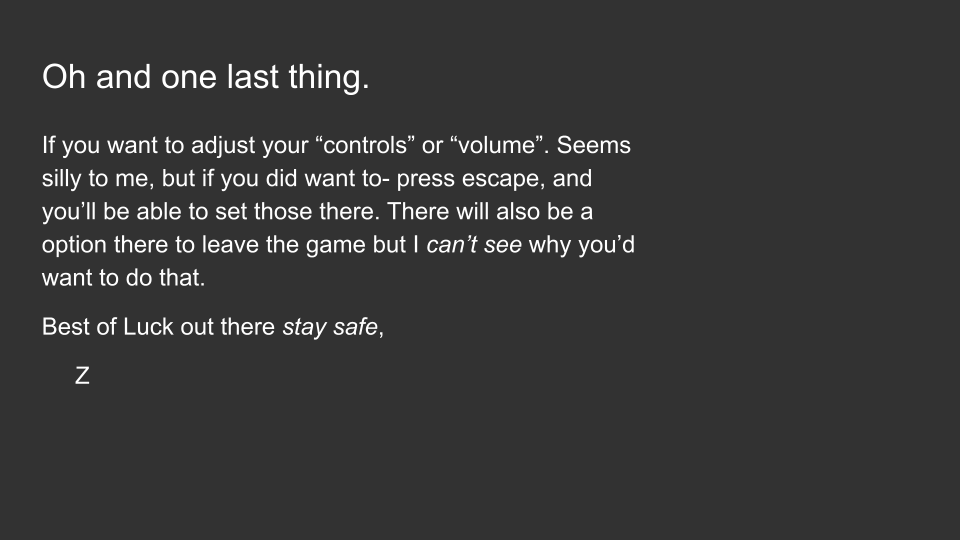 Oh and one last thing.
If you want to adjust your “controls” or “volume”. Seems
silly to me, but if you did want to- press escape, and
you’ll be able to set those there. There will also be a
option there to leave the game but I can’t see why you’d
want to do that.
Best of Luck out there stay safe,
Z